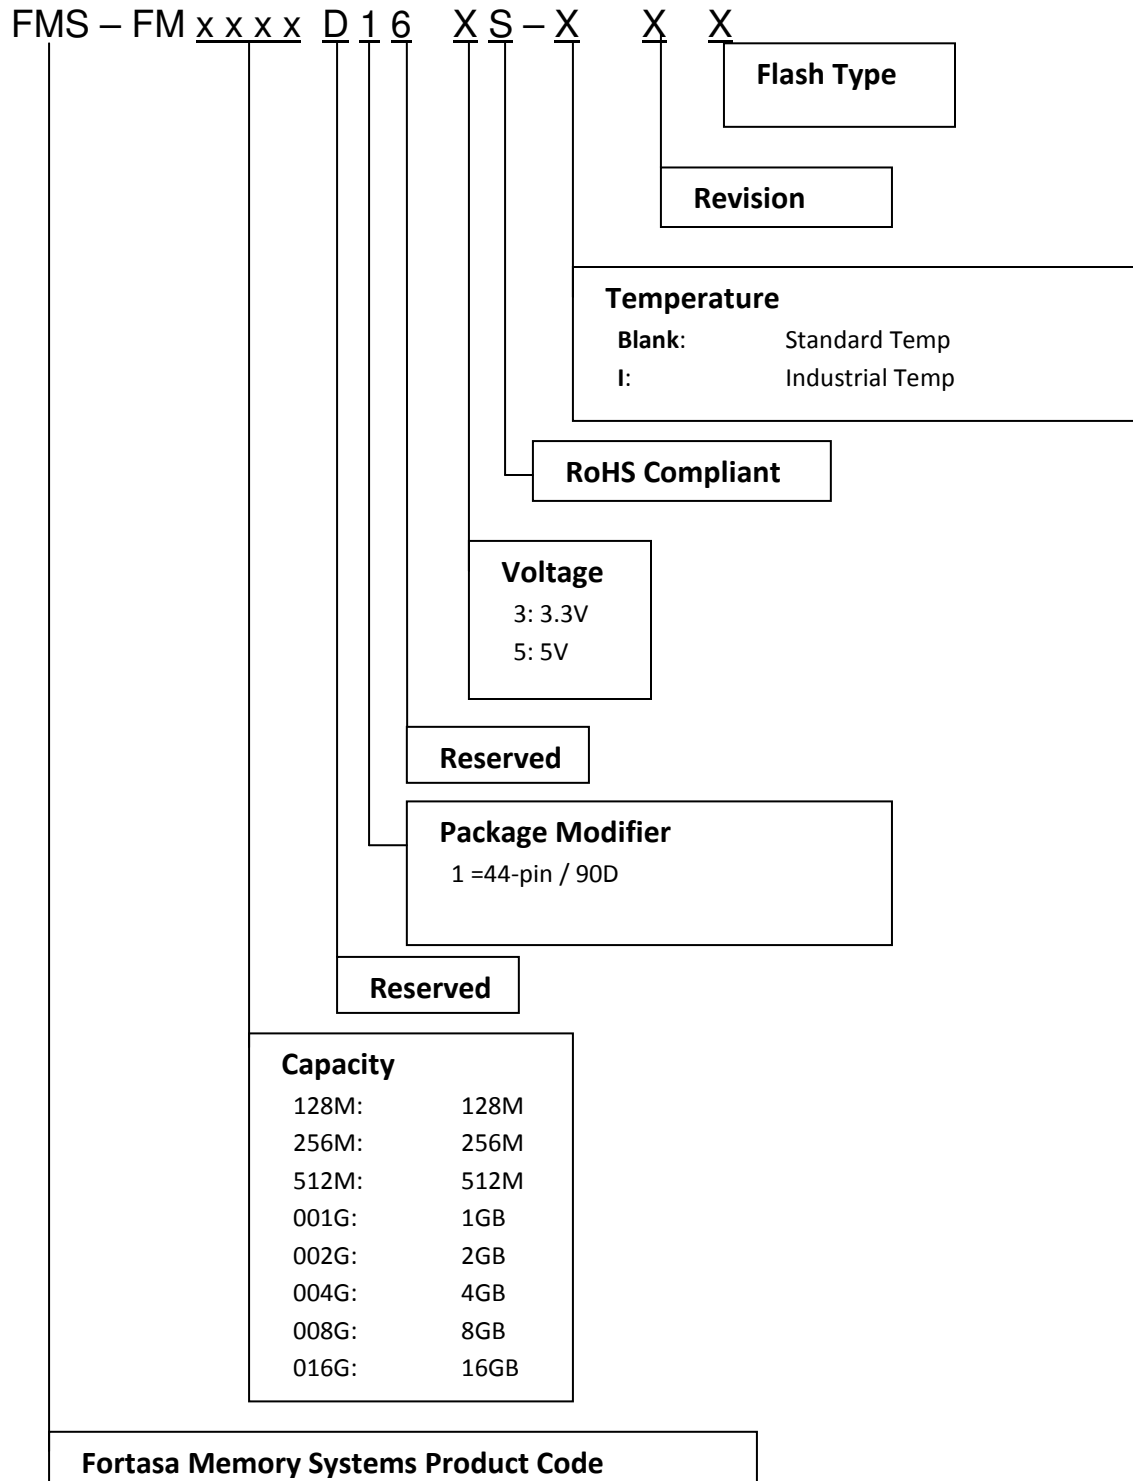 FMS – FM x x x x D 1 6 X S – X X X
Flash Type
Revision
Temperature
Blank: Standard Temp
I: Industrial Temp
RoHS Compliant
Voltage
3: 3.3V
5: 5V
Reserved
Package Modifier
1 =44-pin / 90D
Reserved
Capacity
128M: 128M
256M: 256M
512M: 512M
001G: 1GB
002G: 2GB
004G: 4GB
008G: 8GB
016G: 16GB
Fortasa Memory Systems Product Code